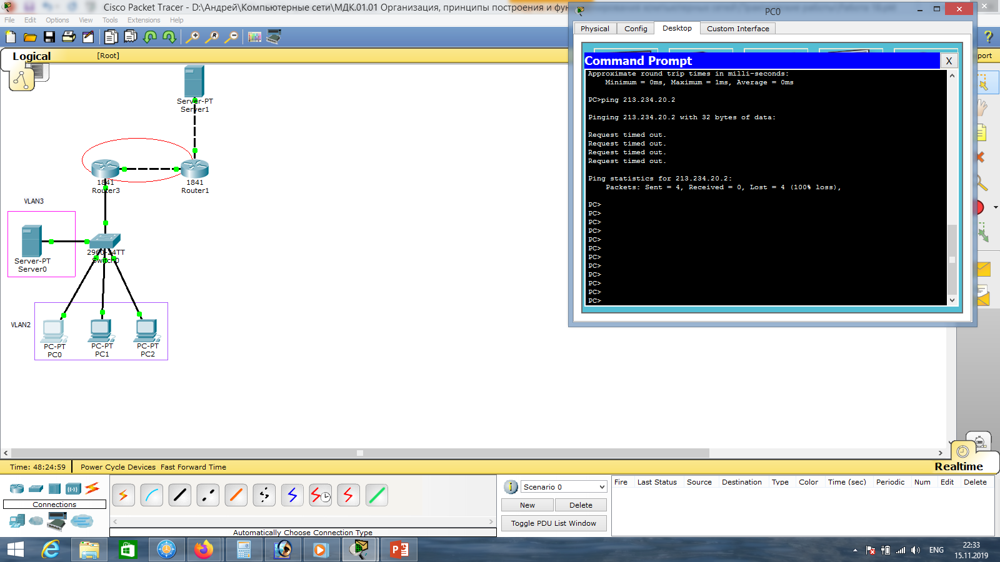 Cisco Packet Tracer - D:\Андрей\Компьютерные сети\МДК.01.01 Организация, принципы построения и фун
File Edit Options View Tools Extensions Help
Logical
[Root]
Server-PT
Server1
1841
Router3
1841
Router1
VLAN3
Server-PT
Server0
2960-24TT
Switch0
VLAN2
PC-PT
PC0
PC-PT
PC1
PC-PT
PC2
PC0
Physical Config Desktop Custom Interface
Command Prompt
X
Approximate round trip times in milli-seconds:
Minimum = 0ms, Maximum = 1ms, Average = 0ms
PC>ping 213.234.20.2
Pinging 213.234.20.2 with 32 bytes of data:
Request timed out.
Request timed out.
Request timed out.
Request timed out.
Ping statistics for 213.234.20.2:
Packets: Sent = 4, Received = 0, Lost = 4 (100% loss),
PC>
PC>
PC>
PC>
PC>
PC>
PC>
PC>
PC>
PC>
PC>
PC>
port
Realtime
Time: 48:24:59
Power Cycle Devices Fast Forward Time
Connections
Automatically Choose Connection Type
Scenario 0
New
Delete
Toggle PDU List Window
Fire Last Status Source Destination Type Color Time (sec) Periodic Num Edit Delete
ENG
22:33
15.11.2019